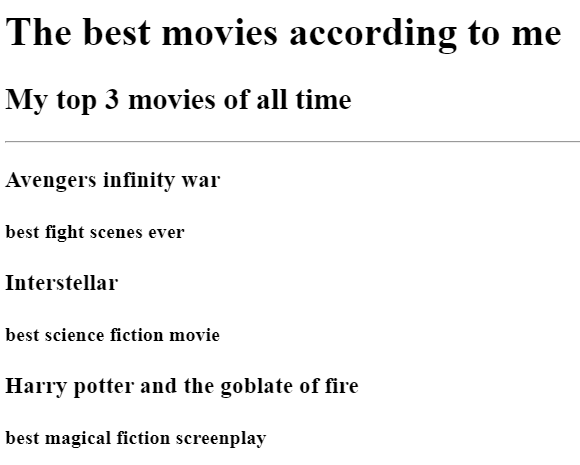 The best movies according to me
My top 3 movies of all time
Avengers infinity war
best fight scenes ever
Interstellar
best science fiction movie
Harry potter and the goblate of fire
best magical fiction screenplay